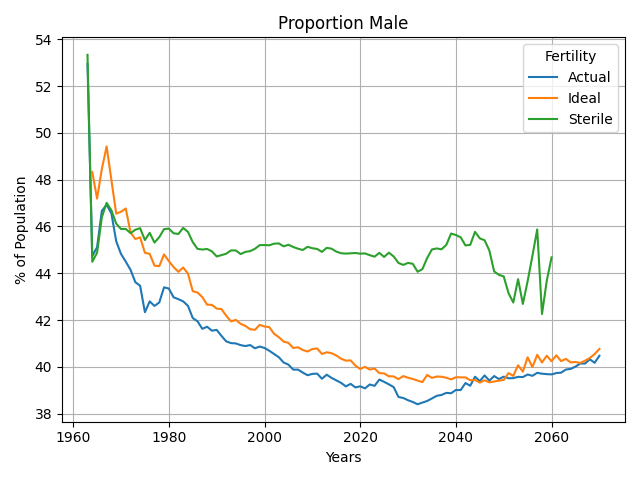 Proportion Male
54
52
50
48
46
44
42
40
38
% of Population
1960
1980
2000
2020
2040
2060
Years
Fertility
Actual
Ideal
Sterile